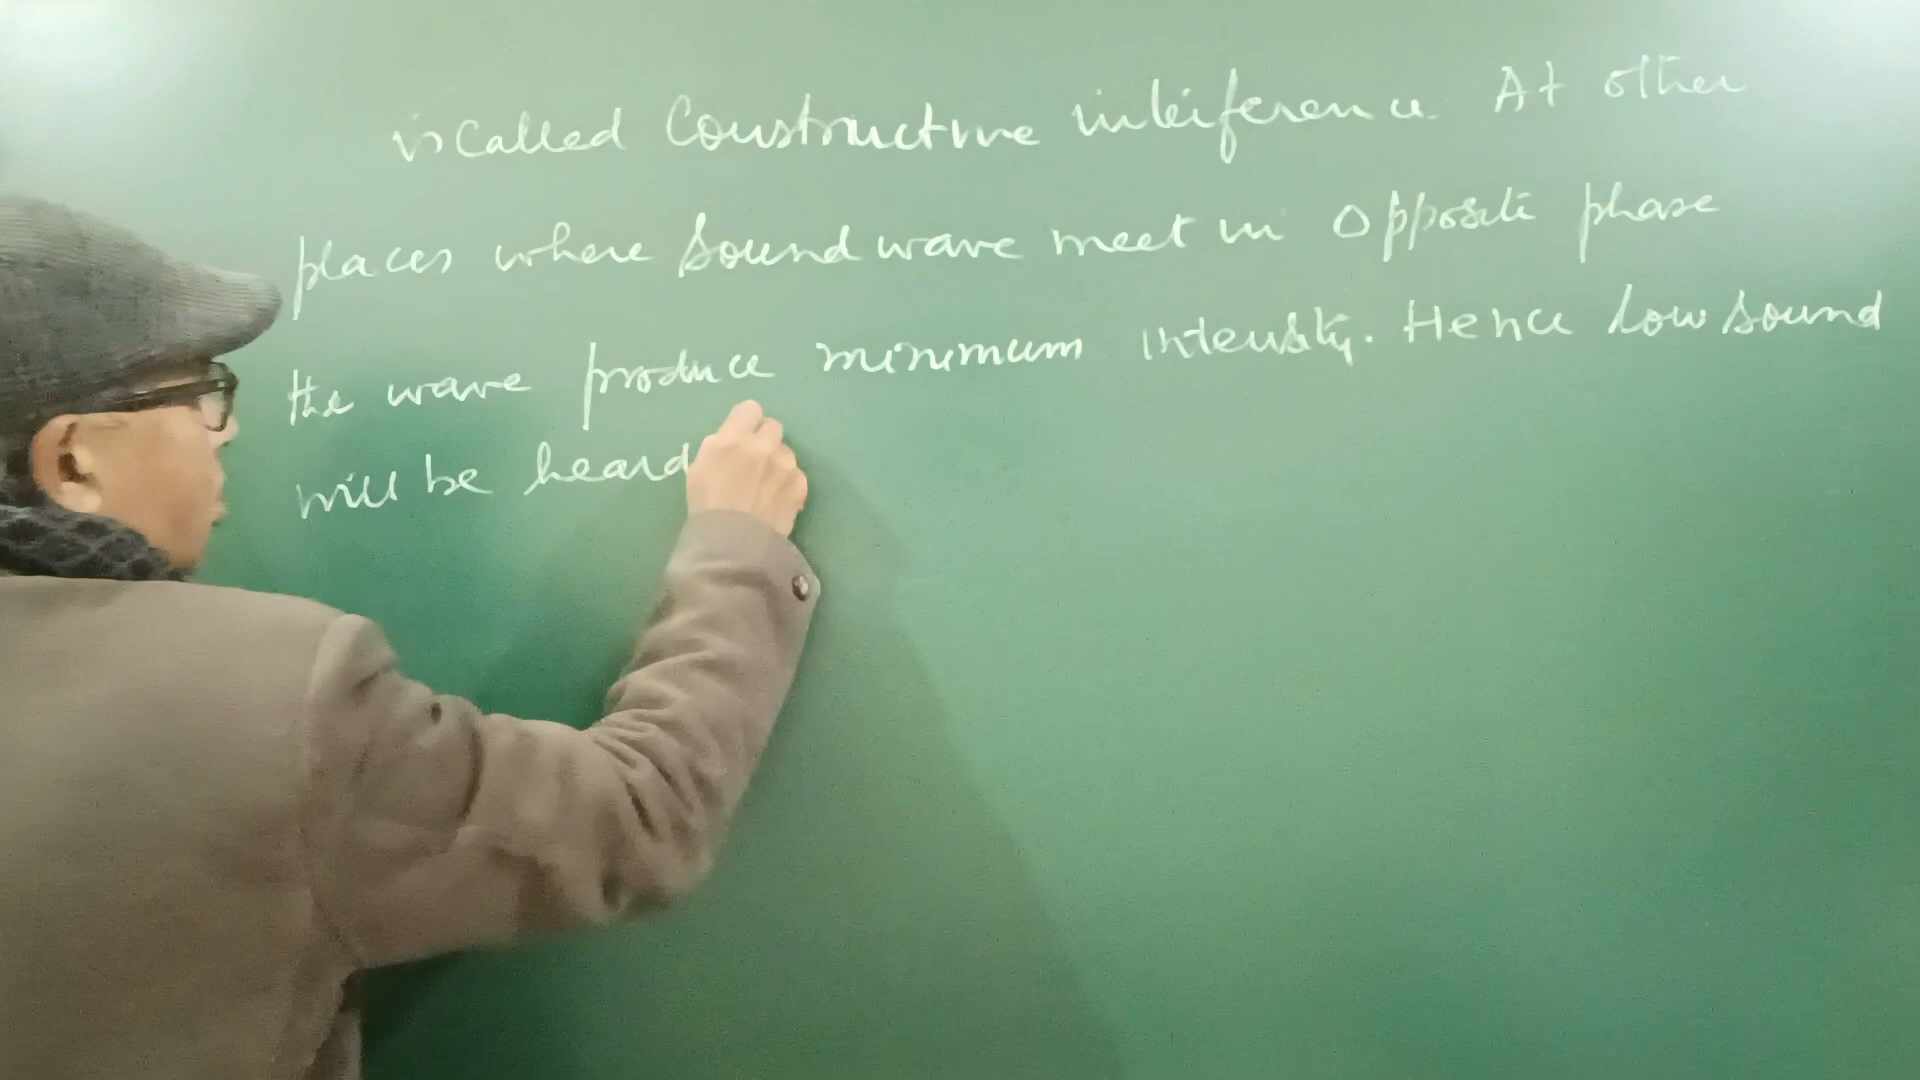 is called Constructive interference. At other
places where sound wave meet in opposite phase
the wave produce minimum intensity. Hence low sound
will be heard